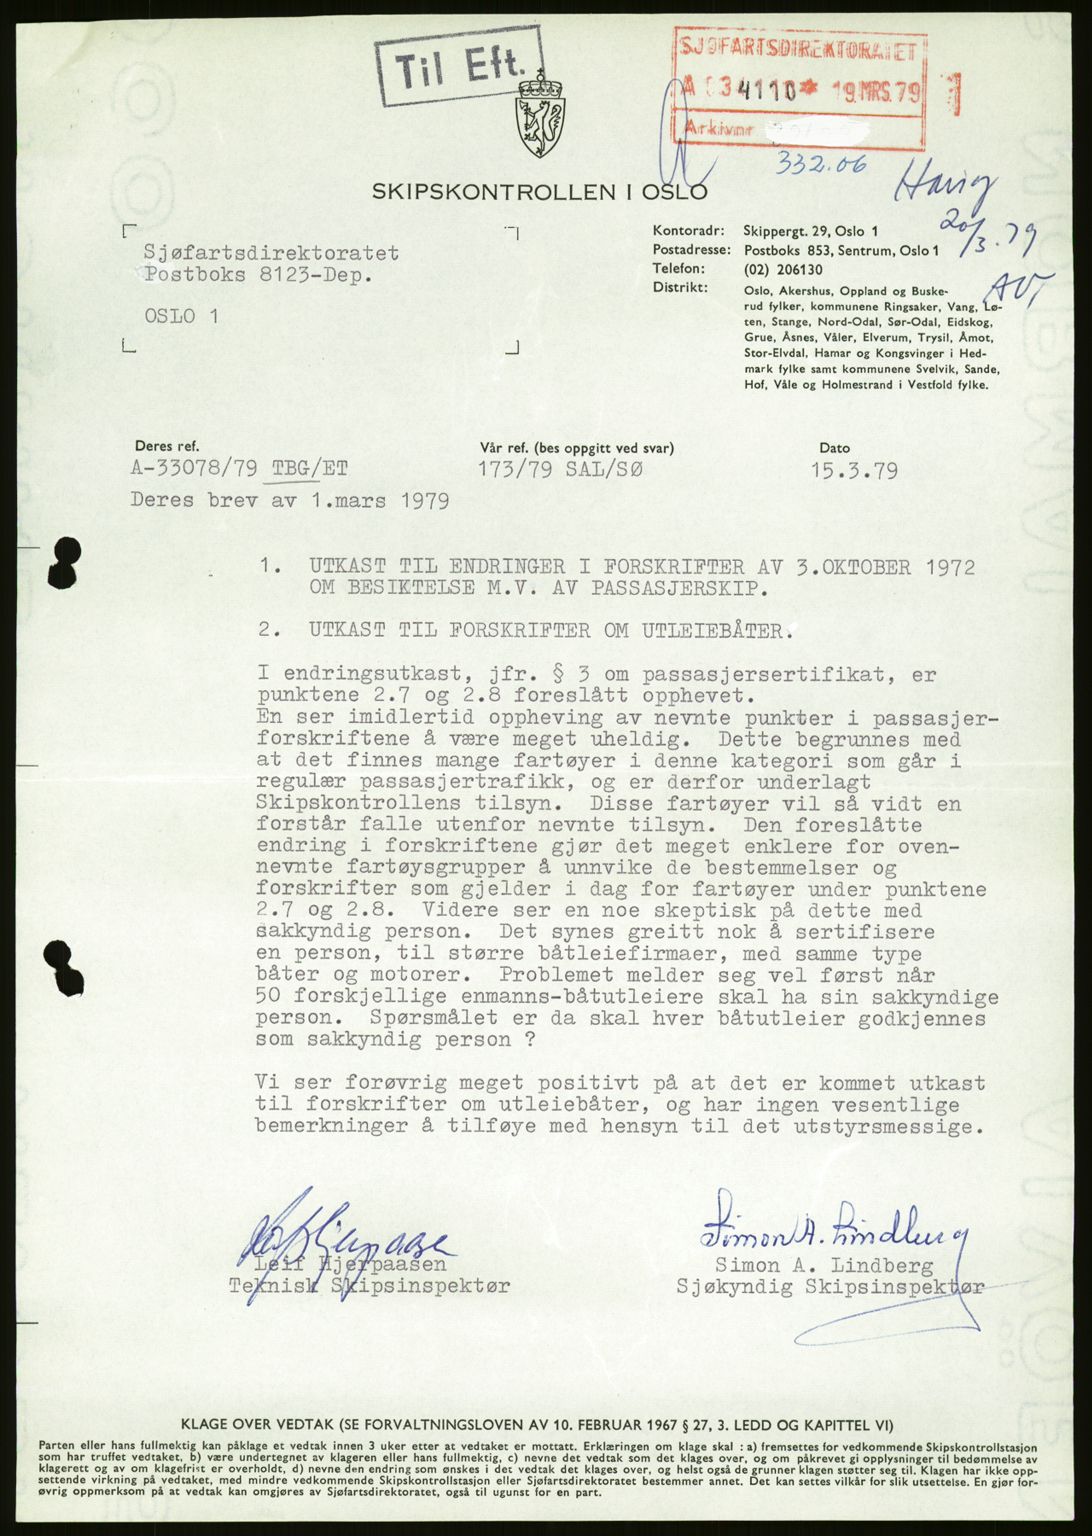 Til Eft.
SJØFARTSDIREKTORATET
A 034110* 19MRS.79
1
Arkivnr
332.06
Havig
20/3.79
AVT
SKIPSKONTROLLEN I OSLO
Sjøfartsdirektoratet
Postboks 8123-Dep.
OSLO 1
Kontoradr: Skippergt. 29, Oslo 1
Postadresse: Postboks 853, Sentrum, Oslo 1
Telefon: (02) 206130
Distrikt: Oslo, Akershus, Oppland og Buske-
rud fylker, kommunene Ringsaker, Vang, Lø-
ten, Stange, Nord-Odal, Sør-Odal, Eidskog,
Grue, Åsnes, Våler, Elverum, Trysil, Åmot,
Stor-Elvdal, Hamar og Kongsvinger i Hed-
mark fylke samt kommunene Svelvik, Sande,
Hof, Våle og Holmestrand i Vestfold fylke.
Deres ref. Vår ref. (bes oppgitt ved svar) Dato
A-33078/79 TBG/ET 173/79 SAL/SØ 15.3.79
Deres brev av 1.mars 1979
1. UTKAST TIL ENDRINGER I FORSKRIFTER AV 3.OKTOBER 1972
OM BESIKTELSE M.V. AV PASSASJERSKIP.
2. UTKAST TIL FORSKRIFTER OM UTLEIEBÅTER.
I endringsutkast, jfr. § 3 om passasjersertifikat, er
punktene 2.7 og 2.8 foreslått opphevet.
En ser imidlertid oppheving av nevnte punkter i passasjer-
forskriftene å være meget uheldig. Dette begrunnes med
at det finnes mange fartøyer i denne kategori som går i
regulær passasjertrafikk, og er derfor underlagt
Skipskontrollens tilsyn. Disse fartøyer vil så vidt en
forstår falle utenfor nevnte tilsyn. Den foreslåtte
endring i forskriftene gjør det meget enklere for oven-
nevnte fartøysgrupper å unnvike de bestemmelser og
forskrifter som gjelder i dag for fartøyer under punktene
2.7 og 2.8. Videre ser en noe skeptisk på dette med
sakkyndig person. Det synes greitt nok å sertifisere
en person, til større båtleiefirmaer, med samme type
båter og motorer. Problemet melder seg vel først når
50 forskjellige enmanns-båtutleiere skal ha sin sakkyndige
person. Spørsmålet er da skal hver båtutleier godkjennes
som sakkyndig person ?
Vi ser forøvrig meget positivt på at det er kommet utkast
til forskrifter om utleiebåter, og har ingen vesentlige
bemerkninger å tilføye med hensyn til det utstyrsmessige.
Leif Hjerpaasen
Simon A. Lindberg
Leif Hjerpaasen Simon A. Lindberg
Teknisk Skipsinspektør Sjøkyndig Skipsinspektør
KLAGE OVER VEDTAK (SE FORVALTNINGSLOVEN AV 10. FEBRUAR 1967 § 27, 3. LEDD OG KAPITTEL VI)
Parten eller hans fullmektig kan påklage et vedtak innen 3 uker etter at vedtaket er mottatt. Erklæringen om klage skal : a) fremsettes for vedkommende Skipskontrollstasjon
som har truffet vedtaket, b) være undertegnet av klageren eller hans fullmektig, c) nevne det vedtak som det klages over, og om påkrevet gi opplysninger til bedømmelse av
klagerett og av om klagefrist er overholdt, d) nevne den endring som ønskes i det vedtak det klages over, og helst også de grunner klagen støtter seg til. Klagen har ikke opp-
settende virkning på vedtaket, med mindre vedkommende Skipskontrollstasjon eller Sjøfartsdirektoratet bestemmer annet. Det kan settes vilkår for slik utsettelse. En gjør for-
øvrig oppmerksom på at vedtak kan omgjøres av Sjøfartsdirektoratet, også til ugunst for en part.